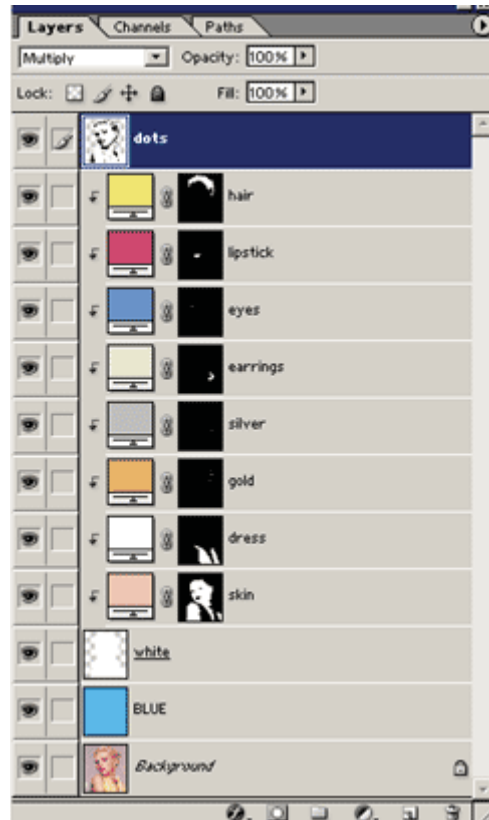 Layers Channels Paths
Multiply Opacity: 100%
Lock: Fill: 100%
dots
hair
lipstick
eyes
earrings
silver
gold
dress
skin
white
BLUE
Background